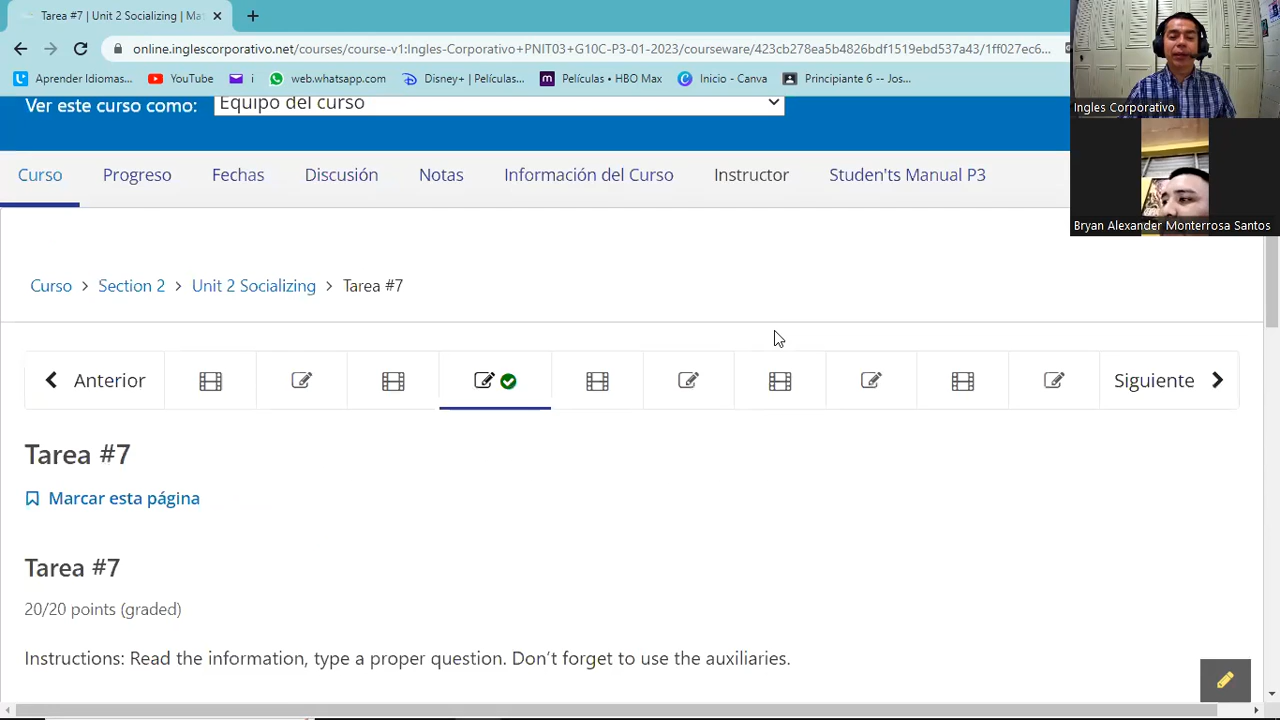 Tarea #7 | Unit 2 Socializing | Ma
online.inglescorporativo.net/courses/course-v1:Ingles-Corporativo+PNIT03+G10C-P3-01-2023/courseware/423cb278ea5b4826bdf1519ebd537a43/1ff027ec6...
Aprender Idiomas... YouTube i web.whatsapp.com Disney+ | Películas... Películas • HBO Max Inicio - Canva Principiante 6 -- Jos...
Ingles Corporativo
Ver este curso como: Equipo del curso
Curso Progreso Fechas Discusión Notas Información del Curso Instructor Studen'ts Manual P3
Bryan Alexander Monterrosa Santos
Curso > Section 2 > Unit 2 Socializing > Tarea #7
Anterior Siguiente
Tarea #7
Marcar esta página
Tarea #7
20/20 points (graded)
Instructions: Read the information, type a proper question. Don't forget to use the auxiliaries.